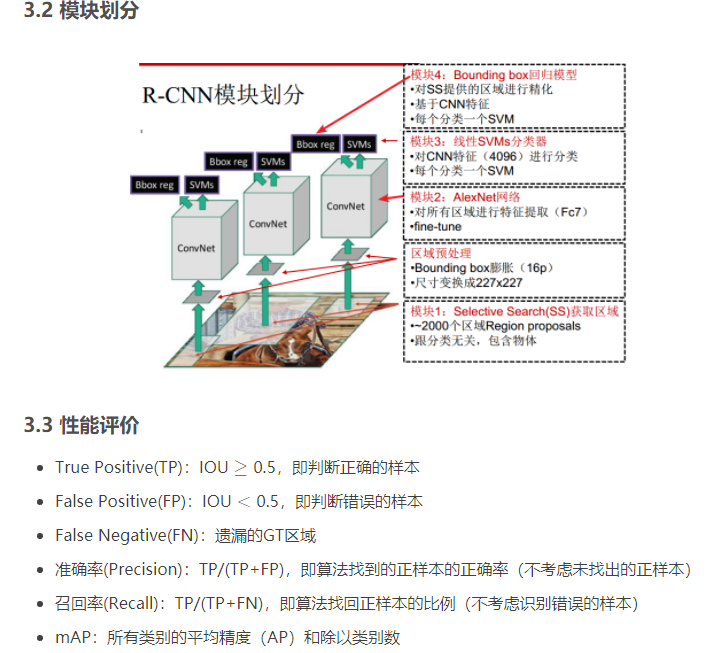 3.2 模块划分
R-CNN模块划分
模块4：Bounding box回归模型
•对SS提供的区域进行精化
•基于CNN特征
•每个分类一个SVM
模块3：线性SVMs分类器
•对CNN特征（4096）进行分类
•每个分类一个SVM
模块2：AlexNet网络
•对所有区域进行特征提取（Fc7）
•fine-tune
区域预处理
•Bounding box膨胀（16p）
•尺寸变换成227x227
模块1：Selective Search(SS)获取区域
•~2000个区域Region proposals
•跟分类无关，包含物体
Bbox reg SVMs
Bbox reg SVMs
Bbox reg SVMs
ConvNet
ConvNet
ConvNet
3.3 性能评价
• True Positive(TP)：IOU ≥ 0.5，即判断正确的样本
• False Positive(FP)：IOU < 0.5，即判断错误的样本
• False Negative(FN)：遗漏的GT区域
• 准确率(Precision)：TP/(TP+FP)，即算法找到的正样本的正确率（不考虑未找出的正样本）
• 召回率(Recall)：TP/(TP+FN)，即算法找回正样本的比例（不考虑识别错误的样本）
• mAP：所有类别的平均精度（AP）和除以类别数